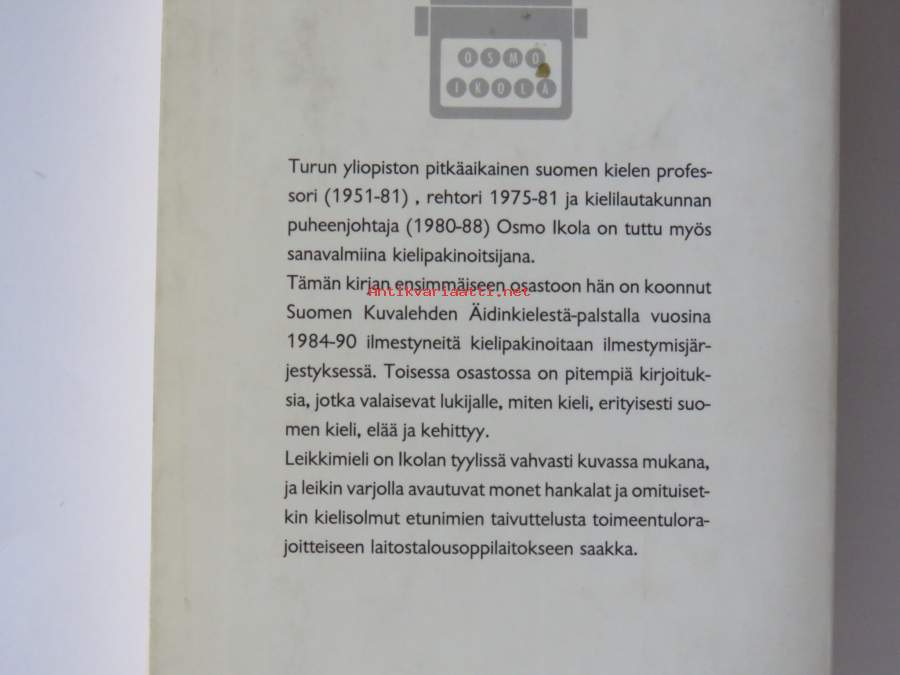 OSMO
IKOLA
Turun yliopiston pitkäaikainen suomen kielen profes-
sori (1951-81) , rehtori 1975-81 ja kielilautakunnan
puheenjohtaja (1980-88) Osmo Ikola on tuttu myös
sanavalmiina kielipakinoitsijana.
Tämän kirjan ensimmäiseen osastoon hän on koonnut
Antikvariaatti.net
Suomen Kuvalehden Äidinkielestä-palstalla vuosina
1984-90 ilmestyneitä kielipakinoitaan ilmestymisjär-
jestyksessä. Toisessa osastossa on pitempiä kirjoituk-
sia, jotka valaisevat lukijalle, miten kieli, erityisesti suo-
men kieli, elää ja kehittyy.
Leikkimieli on Ikolan tyylissä vahvasti kuvassa mukana,
ja leikin varjolla avautuvat monet hankalat ja omituiset-
kin kielisolmut etunimien taivuttelusta toimeentulora-
joitteiseen laitostalousoppilaitokseen saakka.